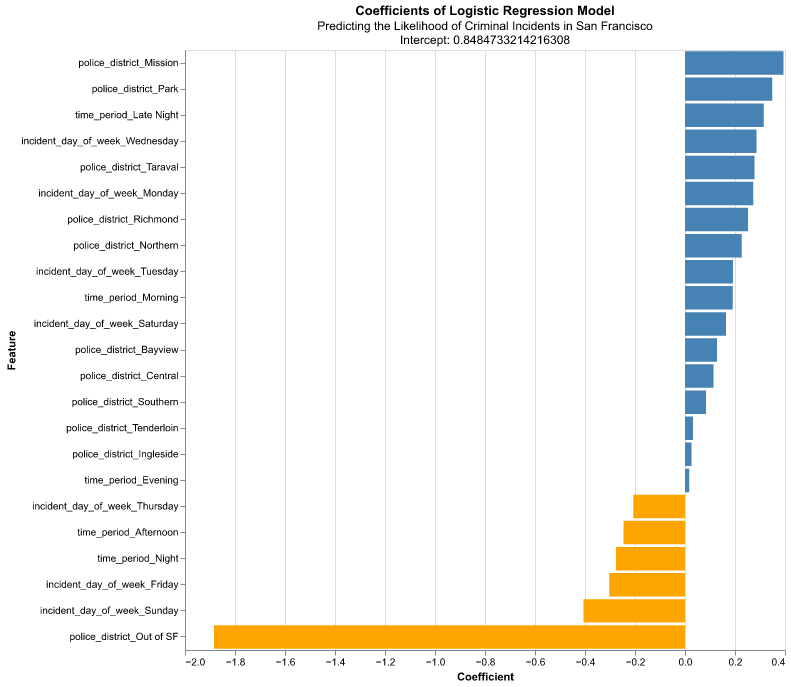 Coefficients of Logistic Regression Model
Predicting the Likelihood of Criminal Incidents in San Francisco
Intercept: 0.8484733214216308
Feature
police_district_Mission
police_district_Park
time_period_Late Night
incident_day_of_week_Wednesday
police_district_Taraval
incident_day_of_week_Monday
police_district_Richmond
police_district_Northern
incident_day_of_week_Tuesday
time_period_Morning
incident_day_of_week_Saturday
police_district_Bayview
police_district_Central
police_district_Southern
police_district_Tenderloin
police_district_Ingleside
time_period_Evening
incident_day_of_week_Thursday
time_period_Afternoon
time_period_Night
incident_day_of_week_Friday
incident_day_of_week_Sunday
police_district_Out of SF
−2.0 −1.8 −1.6 −1.4 −1.2 −1.0 −0.8 −0.6 −0.4 −0.2 0.0 0.2 0.4
Coefficient